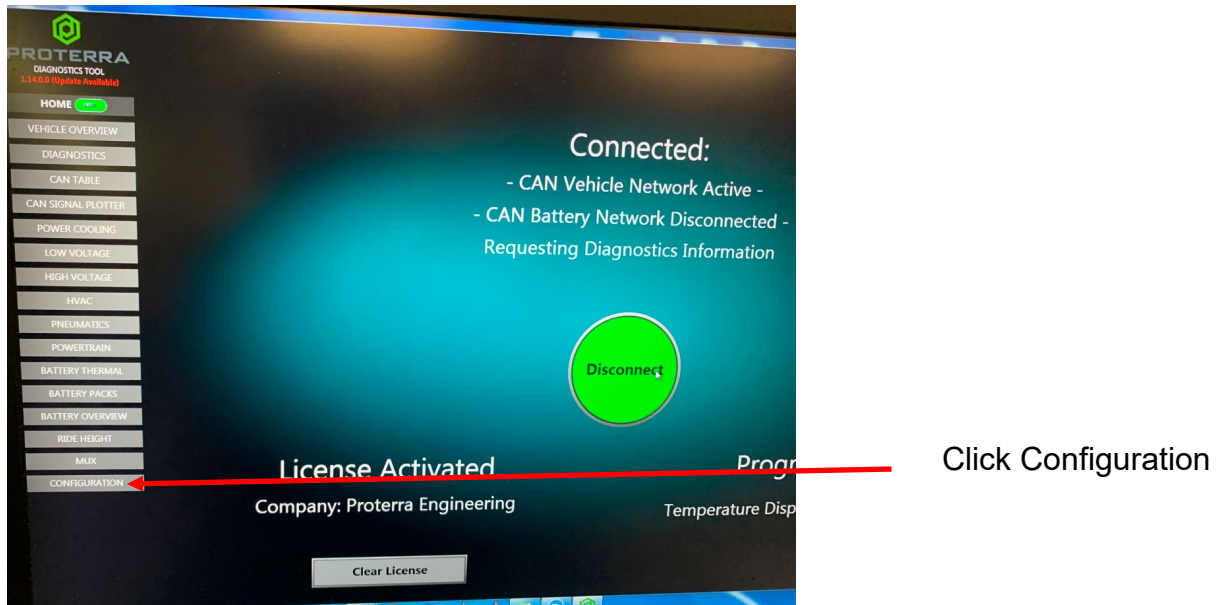 PROTERRA
DIAGNOSTICS TOOL
1.14.0.0 (Update Available)
HOME
VEHICLE OVERVIEW
DIAGNOSTICS
CAN TABLE
CAN SIGNAL PLOTTER
POWER COOLING
LOW VOLTAGE
HIGH VOLTAGE
HVAC
PNEUMATICS
POWERTRAIN
BATTERY THERMAL
BATTERY PACKS
BATTERY OVERVIEW
RIDE HEIGHT
MUX
CONFIGURATION
Connected:
- CAN Vehicle Network Active -
- CAN Battery Network Disconnected -
Requesting Diagnostics Information
Disconnect
License Activated
Company: Proterra Engineering
Clear License
Progr
Temperature Disp
Click Configuration